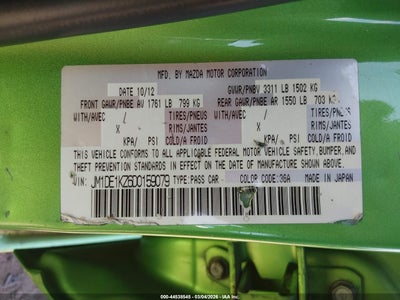 MFD. BY MAZDA MOTOR CORPORATION
DATE 10/12 GVWR/PNBV 3311 LB 1502 KG
FRONT GAWR/PNBE AV 1761 LB 799 KG REAR GAWR/PNBE AR 1550 LB 703 KG
WITH/AVEC / TIRES/PNEUS WITH/AVEC / TIRES/PNEUS
X RIMS/JANTES X RIMS/JANTES
KPA/ PSI COLD/A FROID KPA/ PSI COLD/A FROID
THIS VEHICLE CONFORMS TO ALL APPLICABLE FEDERAL MOTOR VEHICLE SAFETY, BUMPER, AND
THEFT PREVENTION STANDARDS IN EFFECT ON THE DATE OF MANUFACTURE SHOWN ABOVE.
VIN: JM1DE1KZ6D0159079 TYPE: PASS CAR COLOR CODE: 36A MADE IN JAPAN
000-44538545 - 03/04/2026 - IAA Inc.